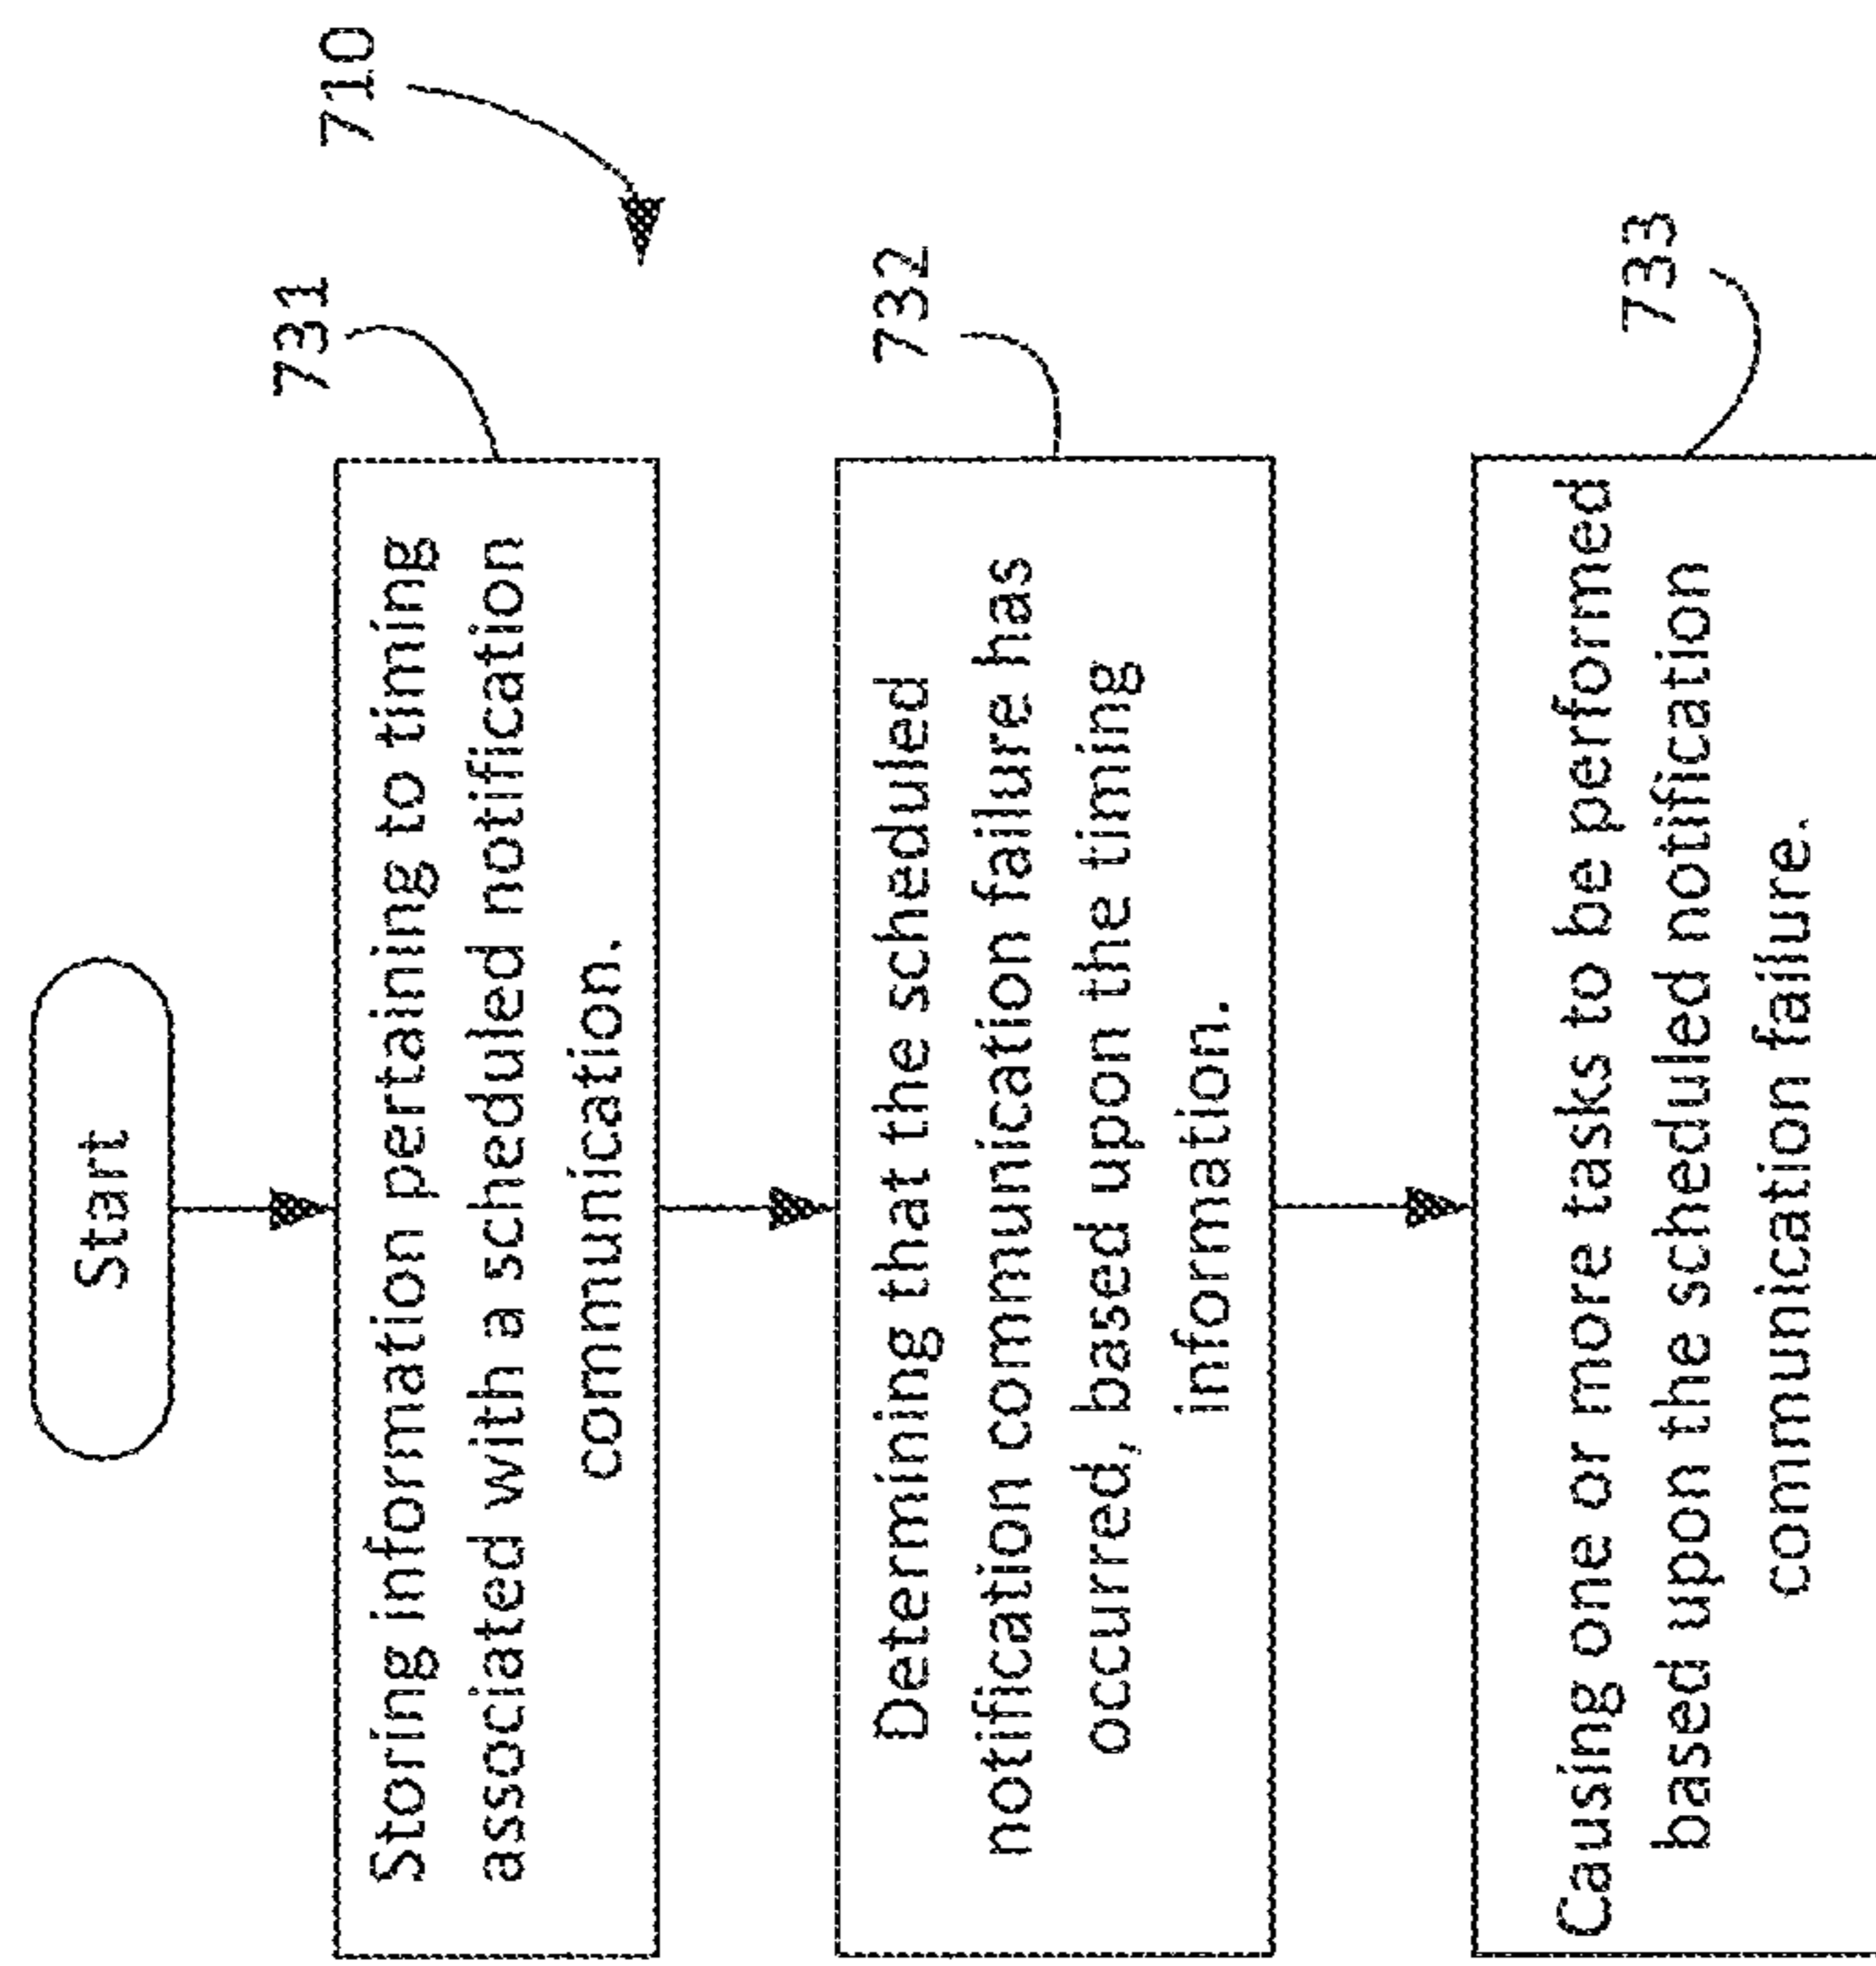 Start
710
731
Storing information pertaining to timing
associated with a scheduled notification
communication.
732
Determining that the scheduled
notification communication failure has
occurred, based upon the timing
information.
733
Causing one or more tasks to be performed
based upon the scheduled notification
communication failure.